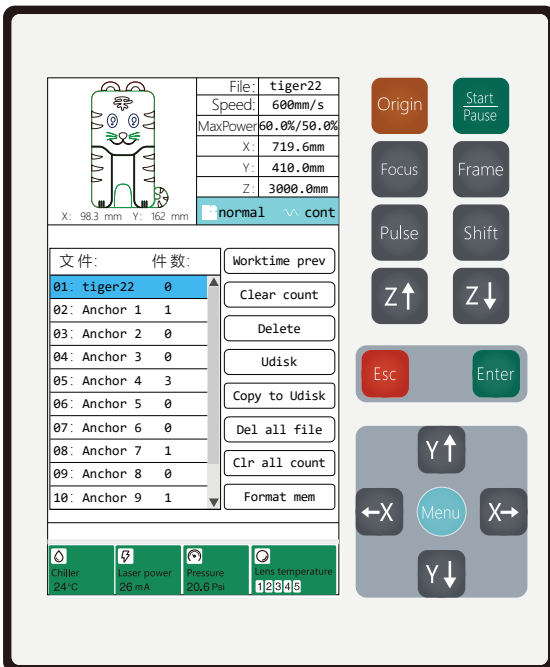 File: tiger22
Speed: 600mm/s
MaxPower 60.0%/50.0%
X: 719.6mm
Y: 410.0mm
Z: 3000.0mm
X: 98.3 mm Y: 162 mm
normal cont
文件: 件数:
01: tiger22 0
02: Anchor 1 1
03: Anchor 2 0
04: Anchor 3 0
05: Anchor 4 3
06: Anchor 5 0
07: Anchor 6 0
08: Anchor 7 1
09: Anchor 8 0
10: Anchor 9 1
Worktime prev
Clear count
Delete
Udisk
Copy to Udisk
Del all file
Clr all count
Format mem
Chiller
24°C
Laser power
26 mA
Pressure
20.6 Psi
Lens temperature
1 2 3 4 5
Origin
Start
Pause
Focus
Frame
Pulse
Shift
Z↑
Z↓
Esc
Enter
Y↑
←X
Menu
X→
Y↓